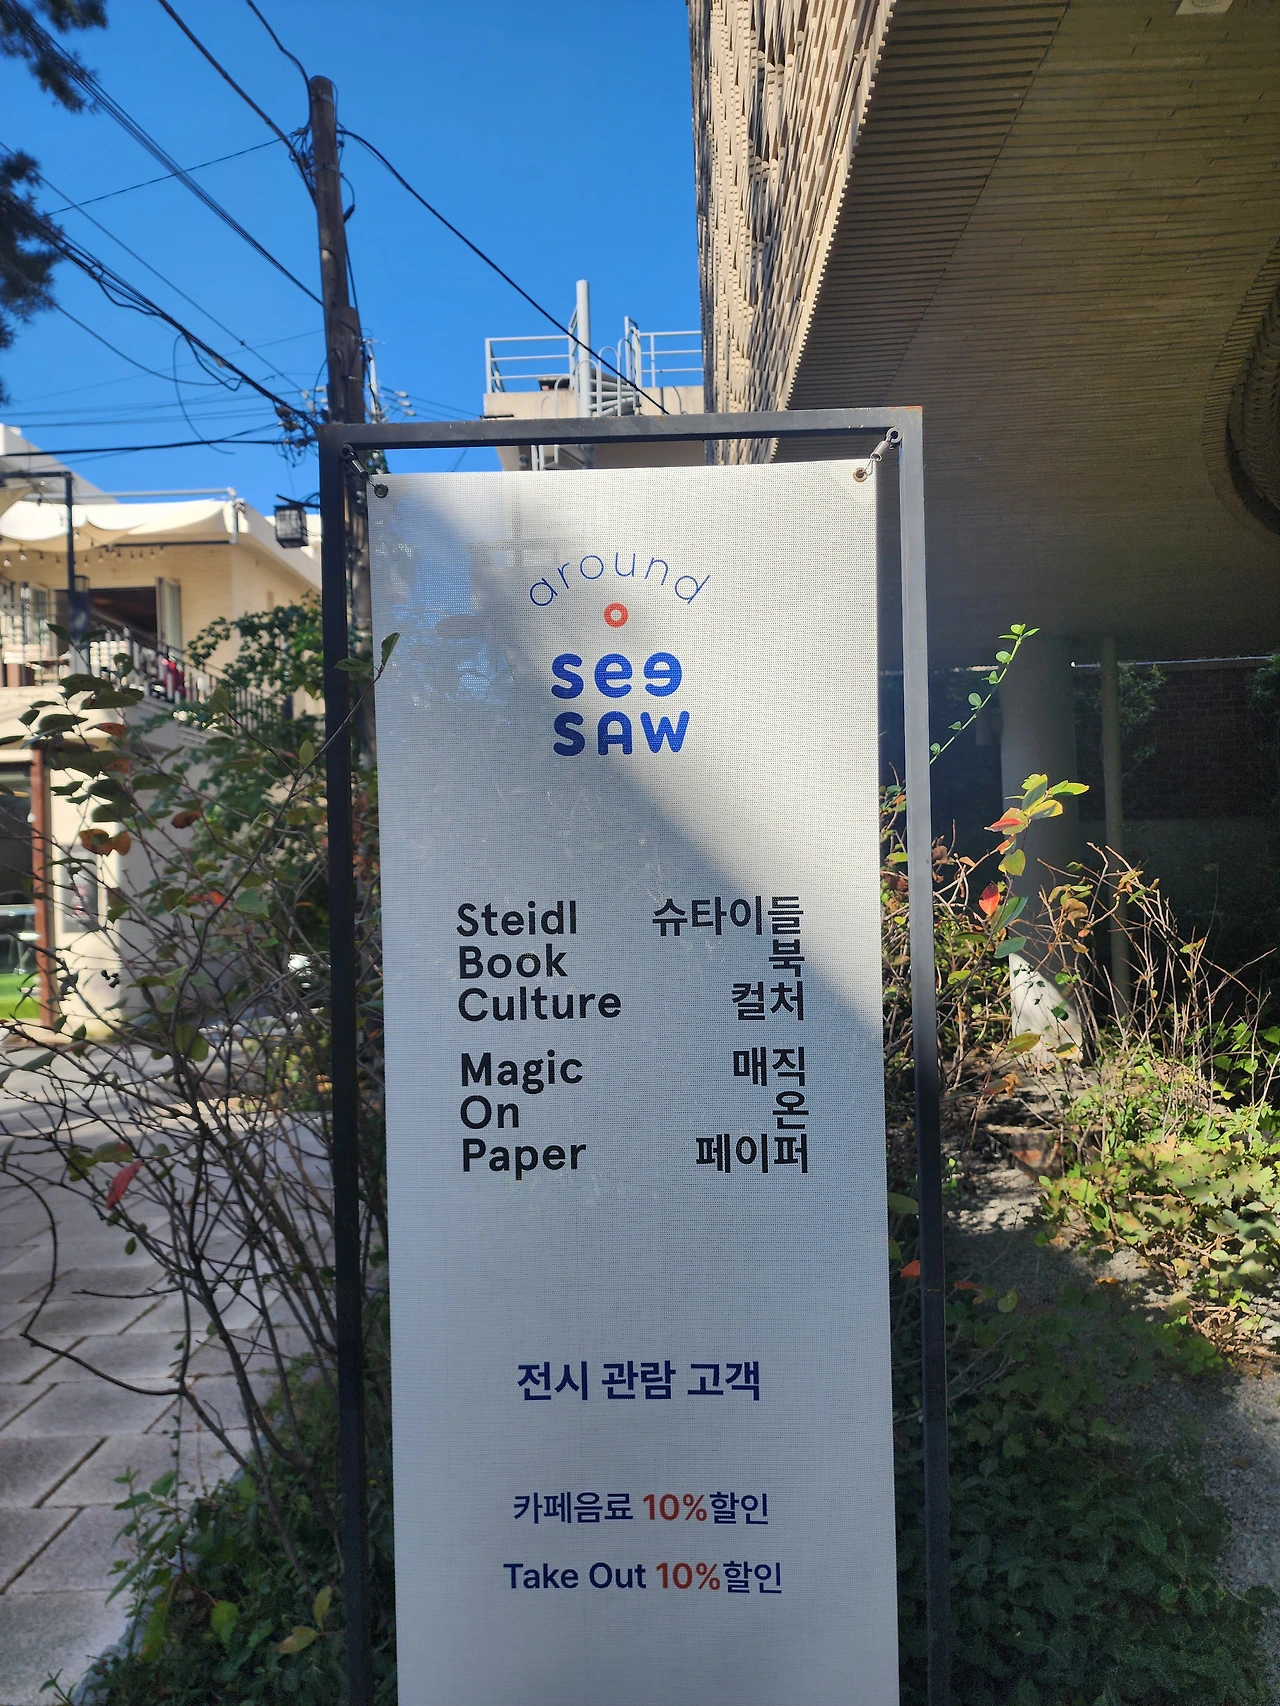 around
see
SAW
Steidl 슈타이들
Book 북
Culture 컬처
Magic 매직
On 온
Paper 페이퍼
전시 관람 고객
카페음료 10%할인
Take Out 10%할인